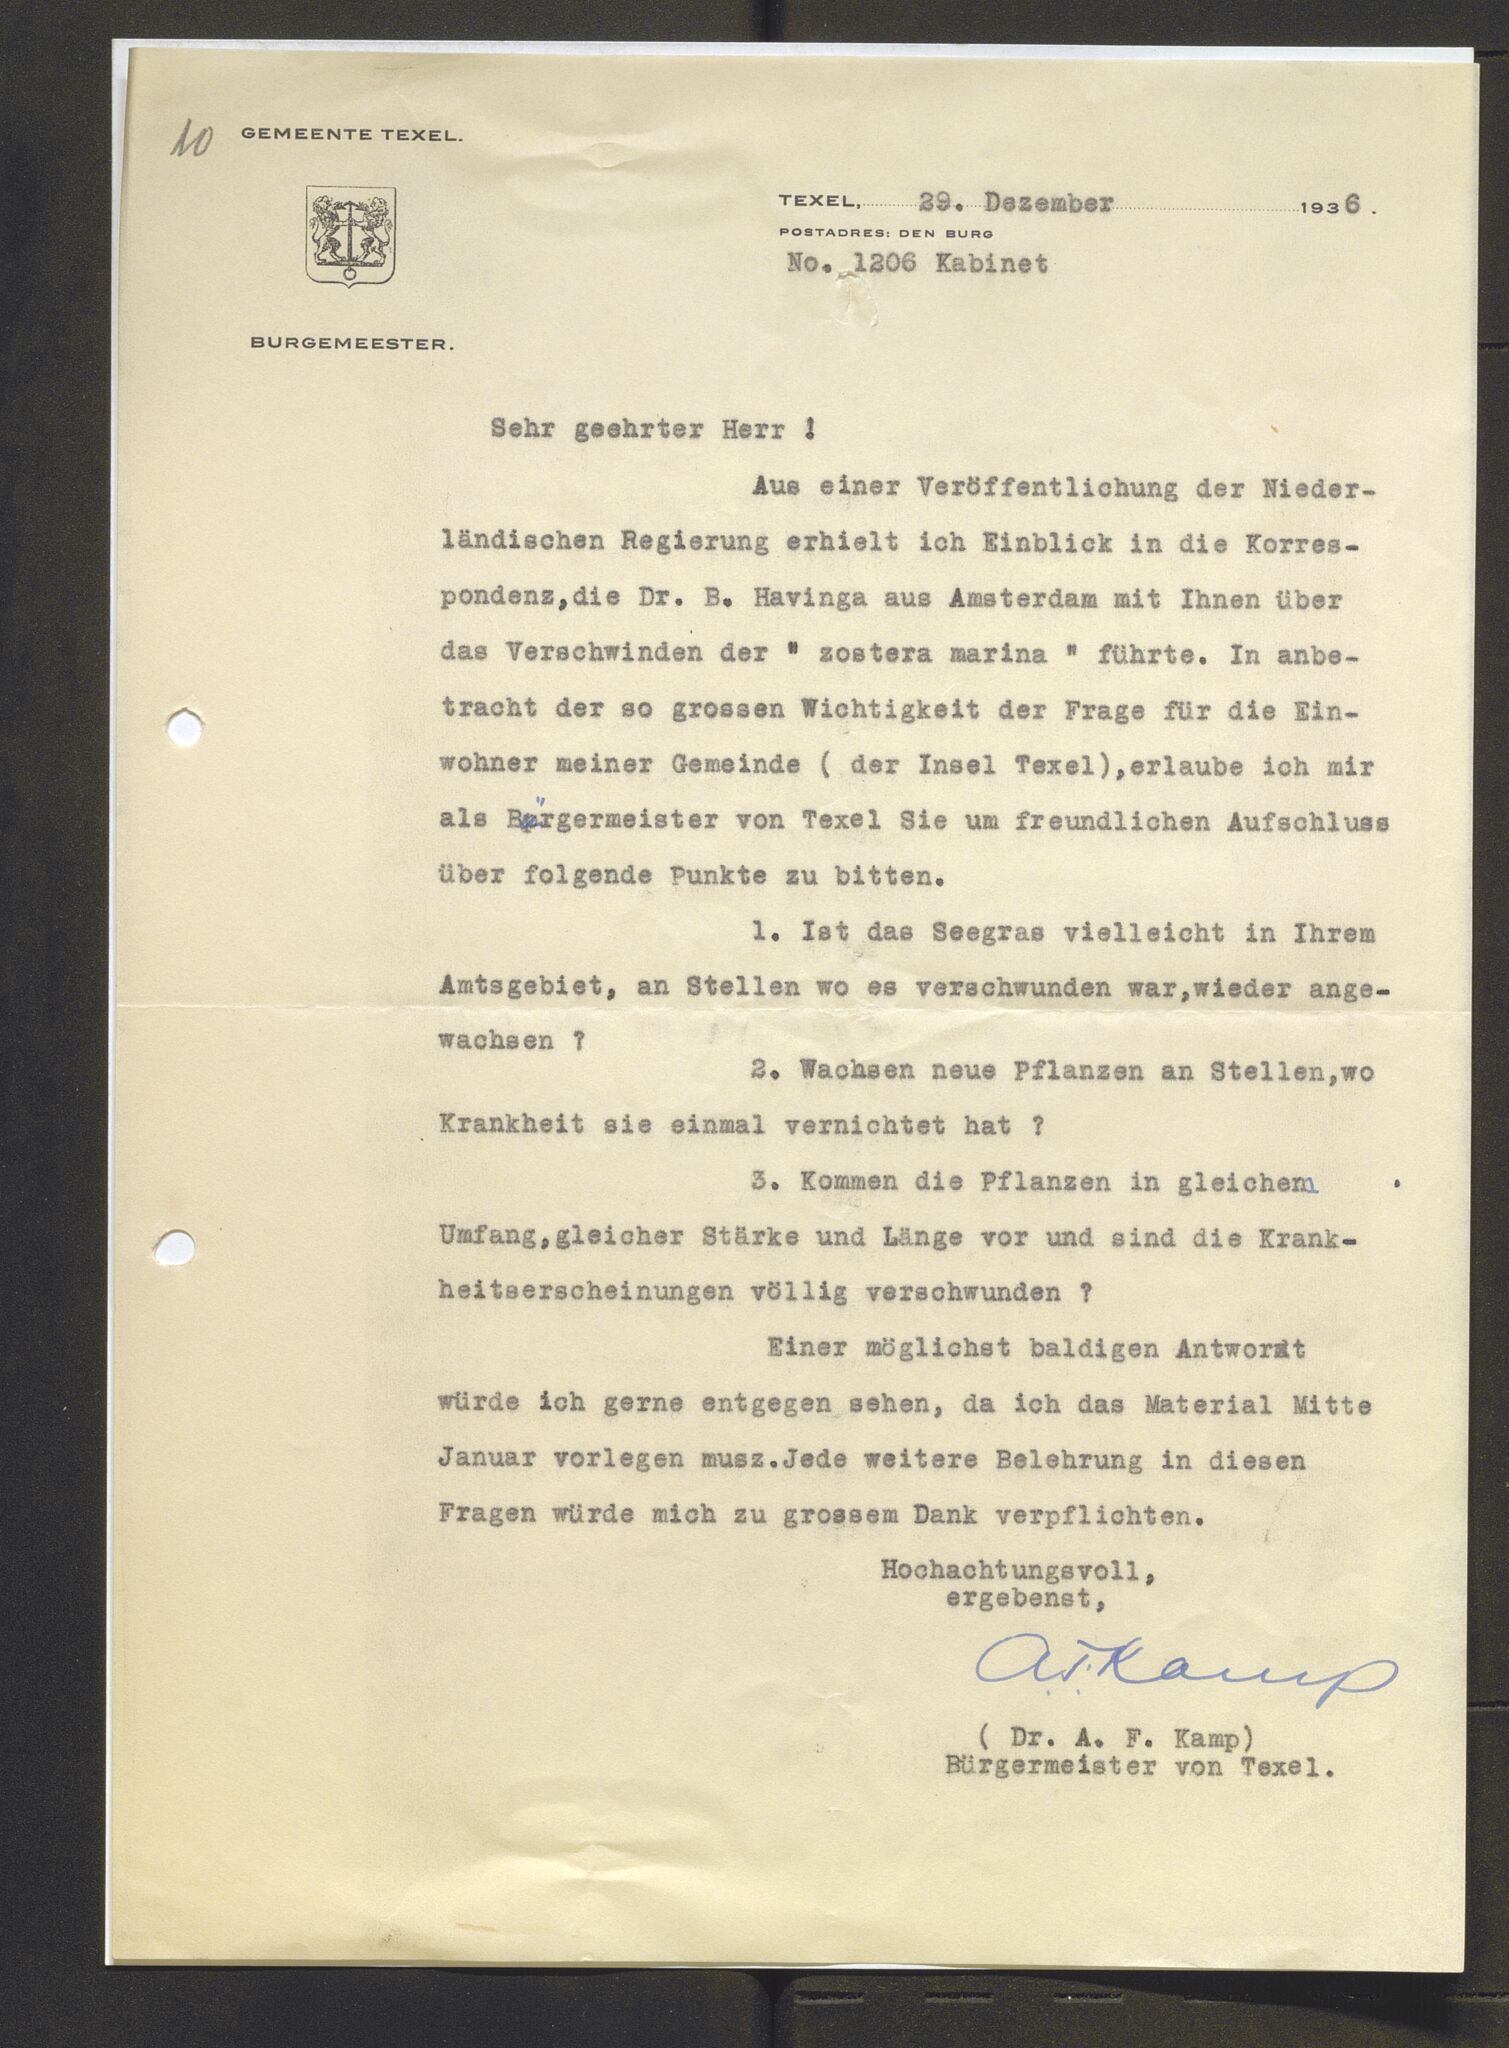 10 GEMEENTE TEXEL.
TEXEL, 29. Dezember 1936.
POSTADRES: DEN BURG
No. 1206 Kabinet
BURGEMEESTER.
Sehr geehrter Herr !
Aus einer Veröffentlichung der Nieder-
ländischen Regierung erhielt ich Einblick in die Korres-
pondenz,die Dr. B. Havinga aus Amsterdam mit Ihnen über
das Verschwinden der " zostera marina " führte. In anbe-
tracht der so grossen Wichtigkeit der Frage für die Ein-
wohner meiner Gemeinde ( der Insel Texel),erlaube ich mir
als Bürgermeister von Texel Sie um freundlichen Aufschluss
über folgende Punkte zu bitten.
1. Ist das Seegras vielleicht in Ihrem
Amtsgebiet, an Stellen wo es verschwunden war,wieder ange-
wachsen ?
2. Wachsen neue Pflanzen an Stellen,wo
Krankheit sie einmal vernichtet hat ?
3. Kommen die Pflanzen in gleichem
Umfang,gleicher Stärke und Länge vor und sind die Krank-
heitserscheinungen völlig verschwunden ?
Einer möglichst baldigen Antwort
würde ich gerne entgegen sehen, da ich das Material Mitte
Januar vorlegen musz.Jede weitere Belehrung in diesen
Fragen würde mich zu grossem Dank verpflichten.
Hochachtungsvoll,
ergebenst,
A.F.Kamp
( Dr. A. F. Kamp)
Bürgermeister von Texel.